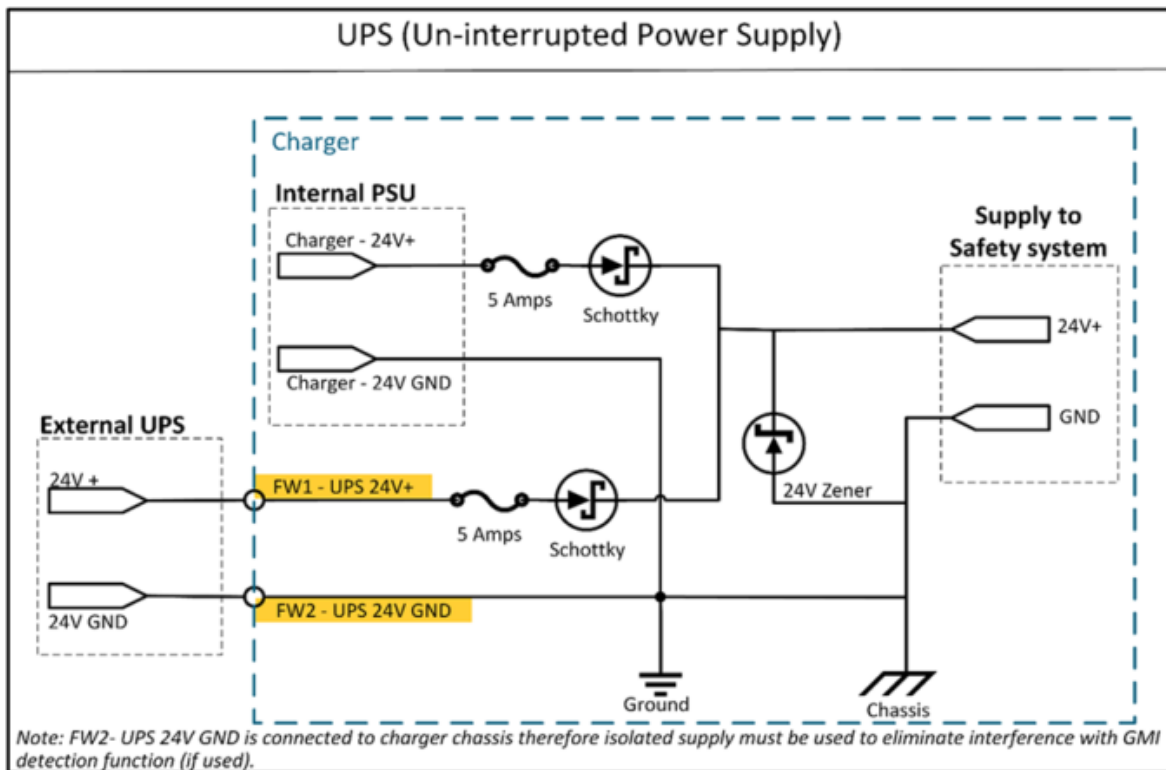 UPS (Un-interrupted Power Supply)
Charger
Internal PSU
Charger - 24V+
5 Amps
Schottky
Charger - 24V GND
Supply to
Safety system
24V+
GND
External UPS
24V +
FW1 - UPS 24V+
5 Amps
Schottky
24V Zener
24V GND
FW2 - UPS 24V GND
Ground
Chassis
Note: FW2- UPS 24V GND is connected to charger chassis therefore isolated supply must be used to eliminate interference with GMI
detection function (if used).